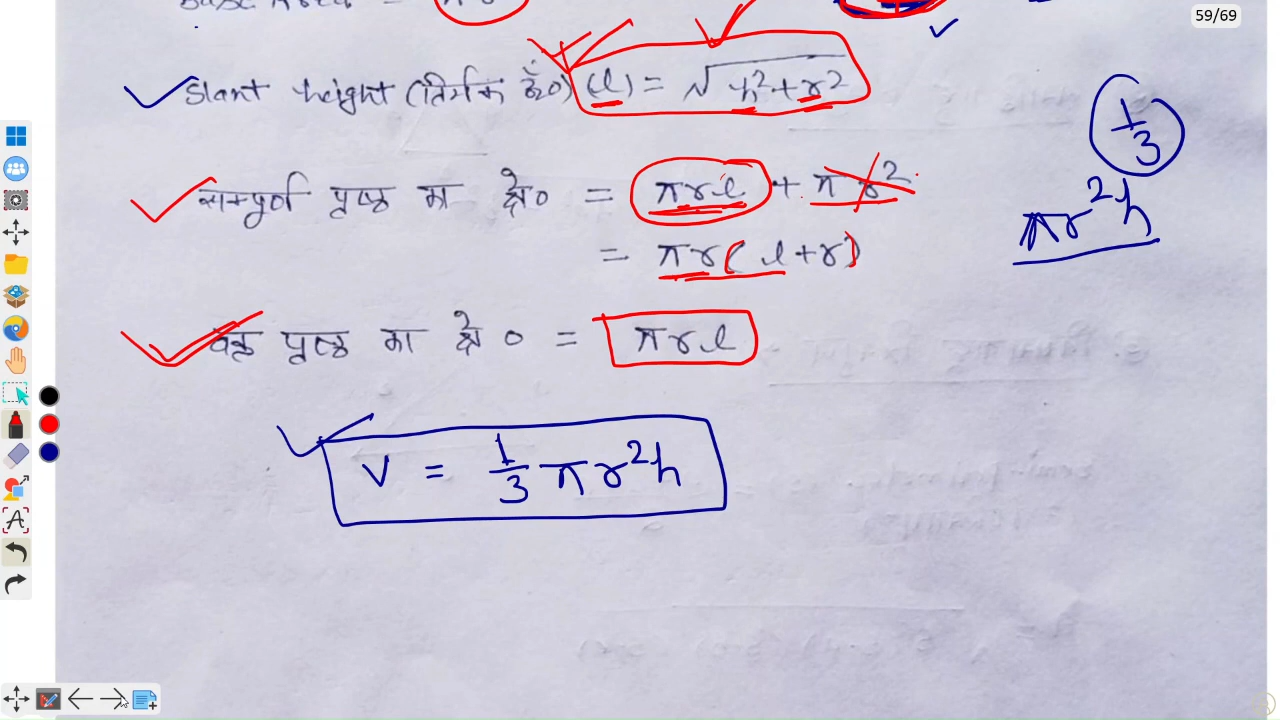 59/69
Slant height (तिर्यक ऊँ०) (l) = √h²+r²
सम्पूर्ण पृष्ठ का क्षे० = πrl + πr²
= πr(l+r)
वक्र पृष्ठ का क्षे० = πrl
V = 1/3 πr²h
1/3
πr²h